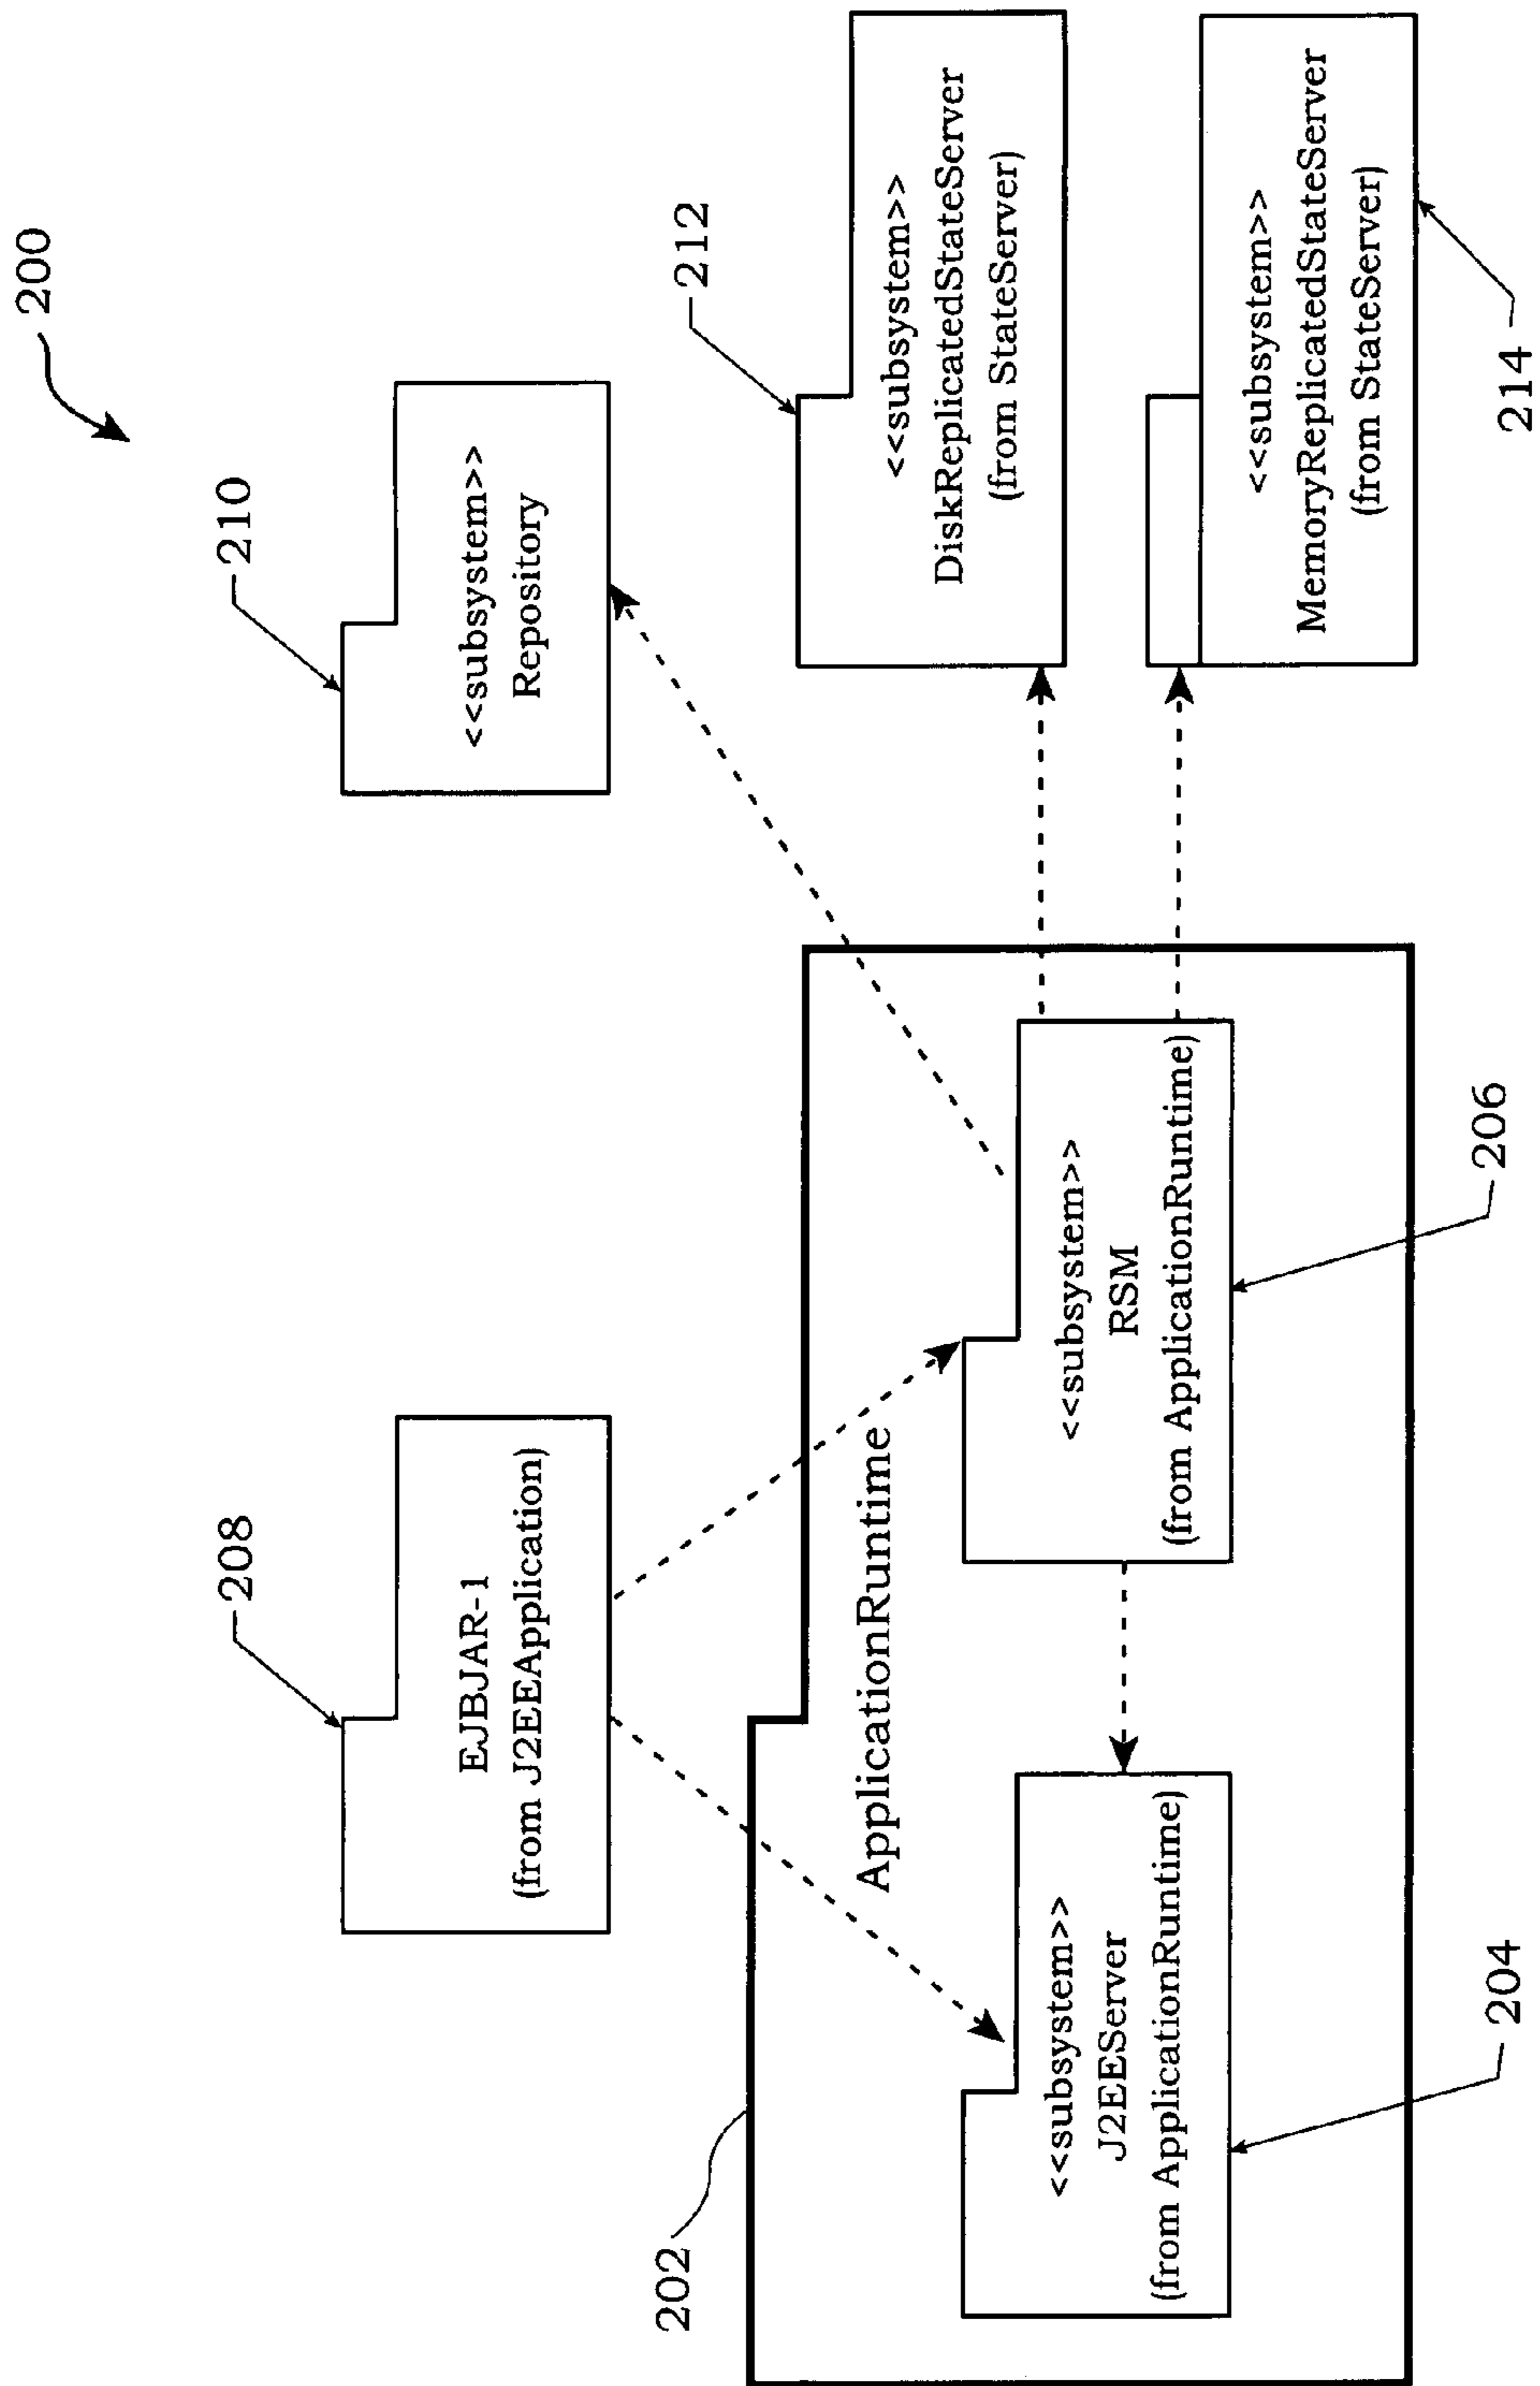 200
210
<<subsystem>>
Repository
208
EJBJAR-1
(from J2EEApplication)
212
<<subsystem>>
DiskReplicatedStateServer
(from StateServer)
202
ApplicationRuntime
<<subsystem>>
J2EEServer
(from ApplicationRuntime)
<<subsystem>>
RSM
(from ApplicationRuntime)
<<subsystem>>
MemoryReplicatedStateServer
(from StateServer)
204
206
214